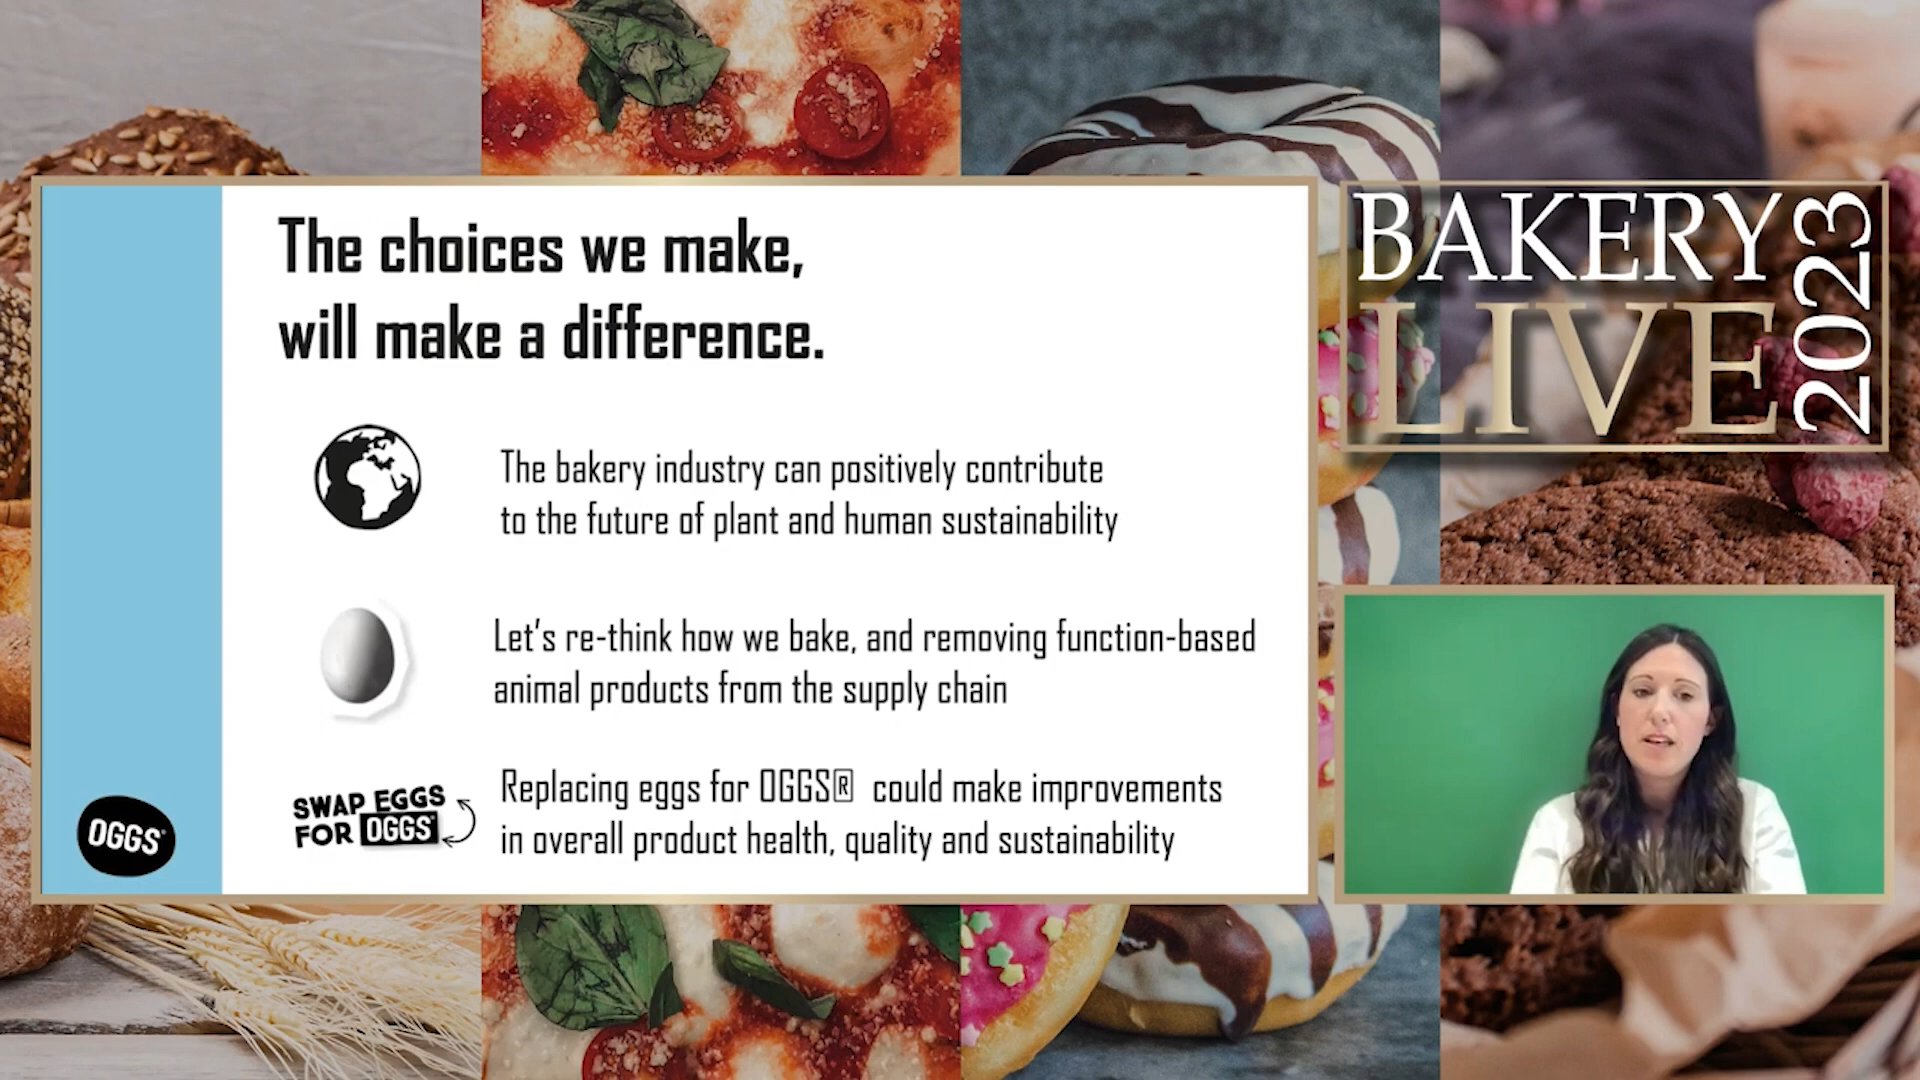 The choices we make,
will make a difference.
The bakery industry can positively contribute
to the future of plant and human sustainability
Let's re-think how we bake, and removing function-based
animal products from the supply chain
SWAP EGGS
FOR OGGS®
Replacing eggs for OGGS® could make improvements
in overall product health, quality and sustainability
OGGS®
BAKERY
LIVE
2023